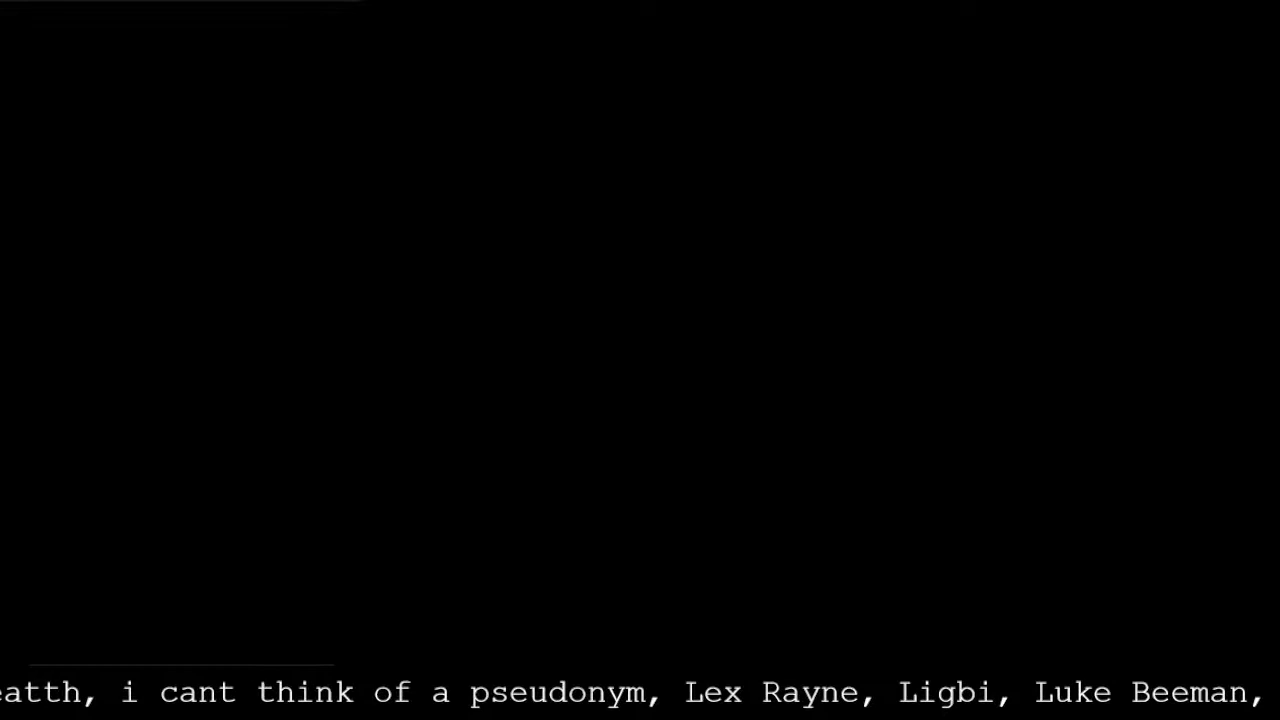 eatth, i cant think of a pseudonym, Lex Rayne, Ligbi, Luke Beeman,